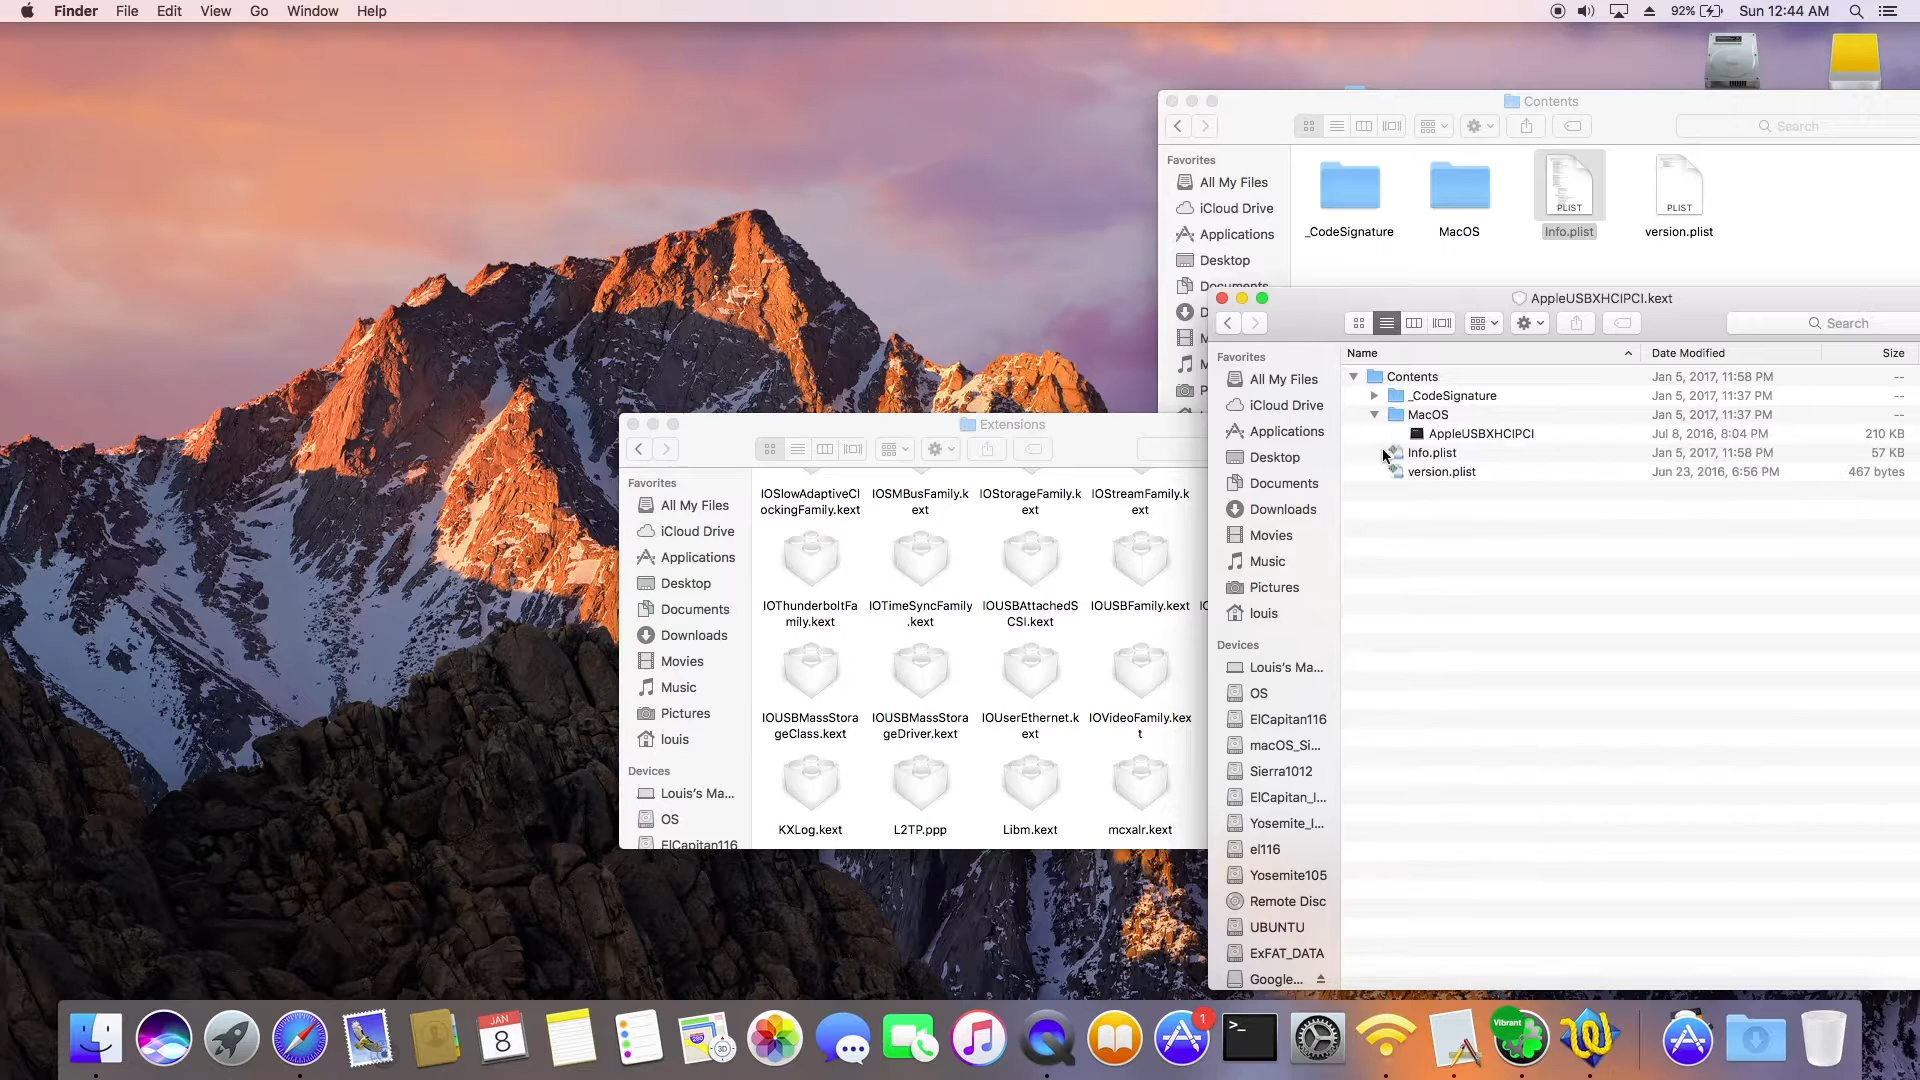 Finder File Edit View Go Window Help
92% Sun 12:44 AM
Contents
Search
Favorites
All My Files
iCloud Drive
Applications
Desktop
Documents
_CodeSignature
MacOS
PLIST
Info.plist
PLIST
version.plist
AppleUSBXHCIPCI.kext
Search
Favorites
All My Files
iCloud Drive
Applications
Desktop
Documents
Downloads
Movies
Music
Pictures
louis
Devices
Louis's Ma...
OS
ElCapitan116
macOS_Si...
Sierra1012
ElCapitan_I...
Yosemite_I...
el116
Yosemite105
Remote Disc
UBUNTU
ExFAT_DATA
Google...
Name Date Modified Size
Contents Jan 5, 2017, 11:58 PM --
_CodeSignature Jan 5, 2017, 11:37 PM --
MacOS Jan 5, 2017, 11:37 PM --
AppleUSBXHCIPCI Jul 8, 2016, 8:04 PM 210 KB
Info.plist Jan 5, 2017, 11:58 PM 57 KB
version.plist Jun 23, 2016, 6:56 PM 467 bytes
Extensions
Favorites
All My Files
iCloud Drive
Applications
Desktop
Documents
Downloads
Movies
Music
Pictures
louis
Devices
Louis's Ma...
OS
ElCapitan116
IOSlowAdaptiveCl
ockingFamily.kext
IOSMBusFamily.k
ext
IOStorageFamily.k
ext
IOStreamFamily.k
ext
IOThunderboltFa
mily.kext
IOTimeSyncFamily
.kext
IOUSBAttachedS
CSI.kext
IOUSBFamily.kext
IOUSBMassStora
geClass.kext
IOUSBMassStora
geDriver.kext
IOUserEthernet.k
ext
IOVideoFamily.kex
t
KXLog.kext
L2TP.ppp
Libm.kext
mcxalr.kext
JAN
8
3D
1
>_
Vibrant